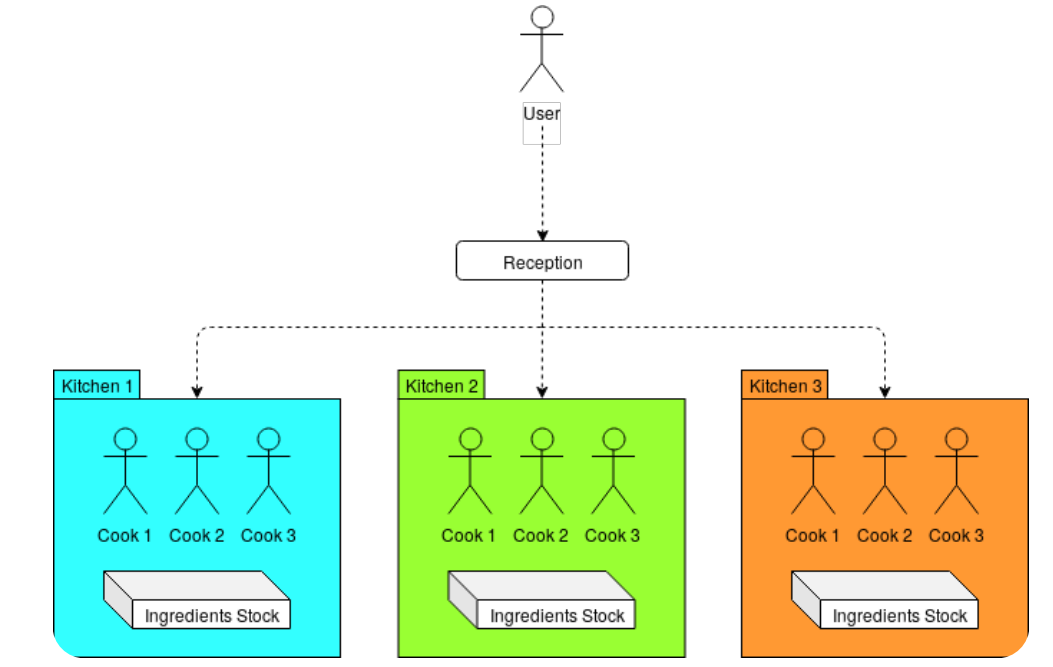 User
Reception
Kitchen 1
Kitchen 2
Kitchen 3
Cook 1 Cook 2 Cook 3
Cook 1 Cook 2 Cook 3
Cook 1 Cook 2 Cook 3
Ingredients Stock
Ingredients Stock
Ingredients Stock